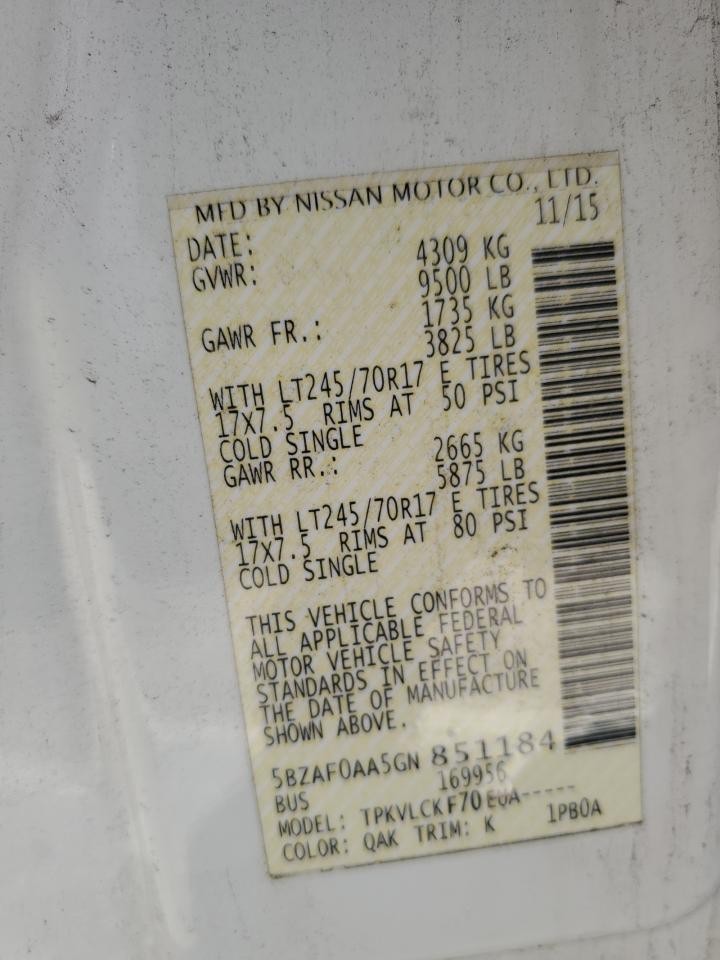 MFD BY NISSAN MOTOR CO., LTD.
DATE: 11/15
GVWR: 4309 KG
9500 LB
GAWR FR.: 1735 KG
3825 LB
WITH LT245/70R17 E TIRES
17X7.5 RIMS AT 50 PSI
COLD SINGLE
GAWR RR.: 2665 KG
5875 LB
WITH LT245/70R17 E TIRES
17X7.5 RIMS AT 80 PSI
COLD SINGLE
THIS VEHICLE CONFORMS TO
ALL APPLICABLE FEDERAL
MOTOR VEHICLE SAFETY
STANDARDS IN EFFECT ON
THE DATE OF MANUFACTURE
SHOWN ABOVE.
5BZAF0AA5GN 851184
BUS 169956
MODEL: TPKVLCKF70EUA-----
COLOR: QAK TRIM: K 1PB0A